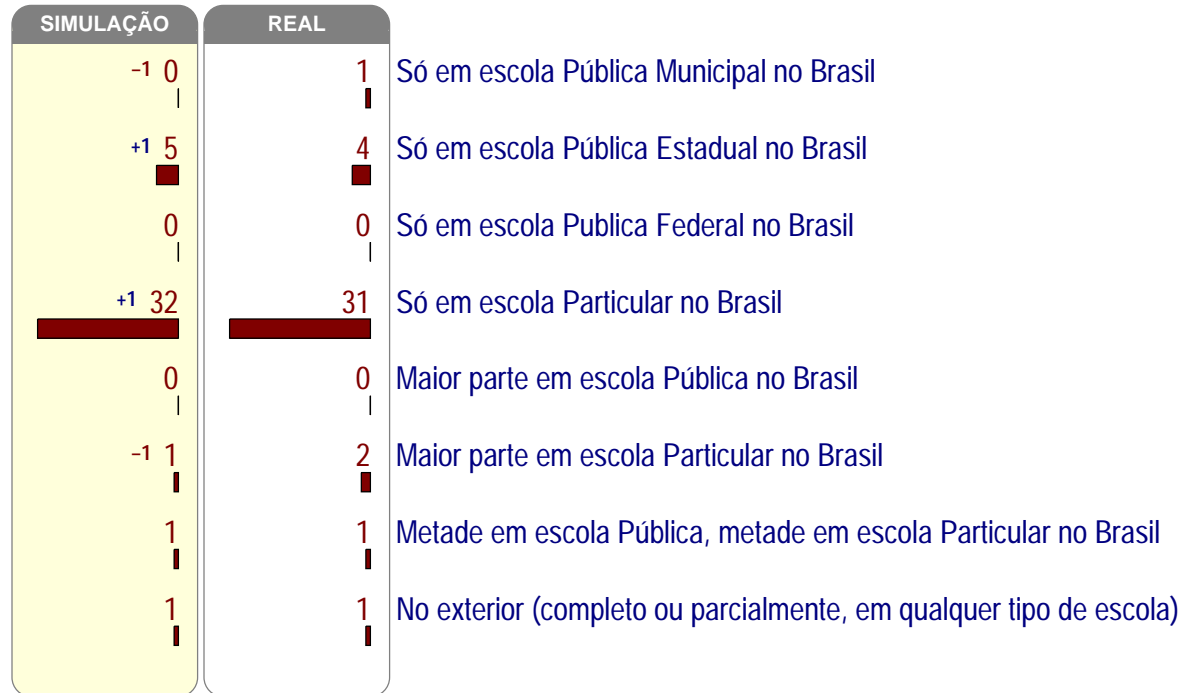 SIMULAÇÃO REAL
−1 0 1 Só em escola Pública Municipal no Brasil
+1 5 4 Só em escola Pública Estadual no Brasil
0 0 Só em escola Publica Federal no Brasil
+1 32 31 Só em escola Particular no Brasil
0 0 Maior parte em escola Pública no Brasil
−1 1 2 Maior parte em escola Particular no Brasil
1 1 Metade em escola Pública, metade em escola Particular no Brasil
1 1 No exterior (completo ou parcialmente, em qualquer tipo de escola)